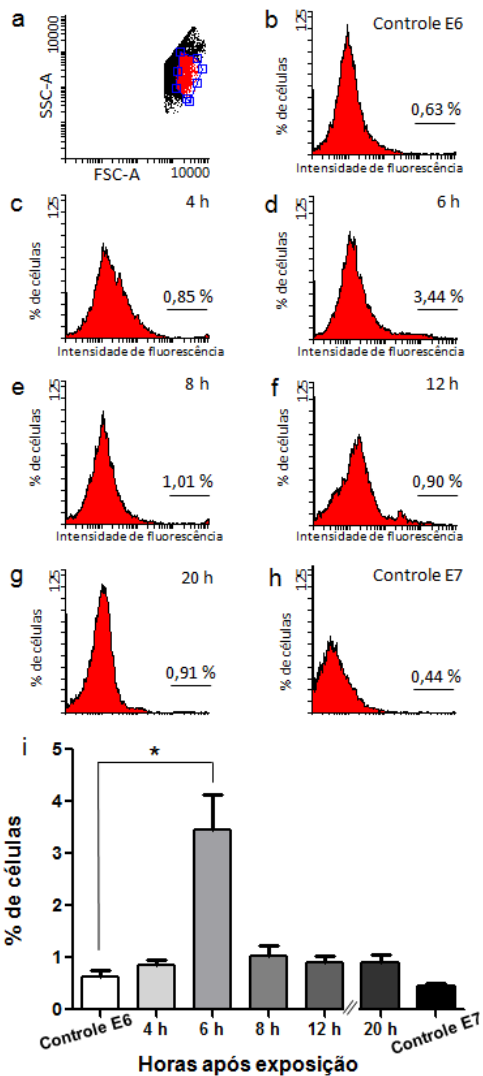 a
10000
SSC-A
FSC-A
10000
b
Controle E6
125
% de células
0,63 %
Intensidade de fluorescência
c
4 h
125
% de células
0,85 %
Intensidade de fluorescência
d
6 h
125
% de células
3,44 %
Intensidade de fluorescência
e
8 h
125
% de células
1,01 %
Intensidade de fluorescência
f
12 h
125
% de células
0,90 %
Intensidade de fluorescência
g
20 h
125
% de células
0,91 %
h
Controle E7
125
% de células
0,44 %
i
*
5
4
3
2
1
0
% de células
Controle E6
4 h
6 h
8 h
12 h
20 h
Controle E7
Horas após exposição